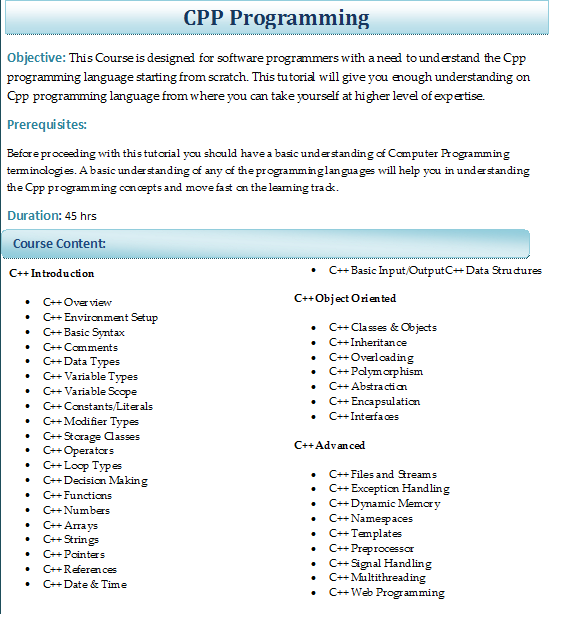 CPP Programming
Objective: This Course is designed for software programmers with a need to understand the Cpp
programming language starting from scratch. This tutorial will give you enough understanding on
Cpp programming language from where you can take yourself at higher level of expertise.
Prerequisites:
Before proceeding with this tutorial you should have a basic understanding of Computer Programming
terminologies. A basic understanding of any of the programming languages will help you in understanding
the Cpp programming concepts and move fast on the learning track.
Duration: 45 hrs
Course Content:
C++ Introduction
• C++ Overview
• C++ Environment Setup
• C++ Basic Syntax
• C++ Comments
• C++ Data Types
• C++ Variable Types
• C++ Variable Scope
• C++ Constants/Literals
• C++ Modifier Types
• C++ Storage Classes
• C++ Operators
• C++ Loop Types
• C++ Decision Making
• C++ Functions
• C++ Numbers
• C++ Arrays
• C++ Strings
• C++ Pointers
• C++ References
• C++ Date & Time
• C++ Basic Input/OutputC++ Data Structures
C++ Object Oriented
• C++ Classes & Objects
• C++ Inheritance
• C++ Overloading
• C++ Polymorphism
• C++ Abstraction
• C++ Encapsulation
• C++ Interfaces
C++ Advanced
• C++ Files and Streams
• C++ Exception Handling
• C++ Dynamic Memory
• C++ Namespaces
• C++ Templates
• C++ Preprocessor
• C++ Signal Handling
• C++ Multithreading
• C++ Web Programming